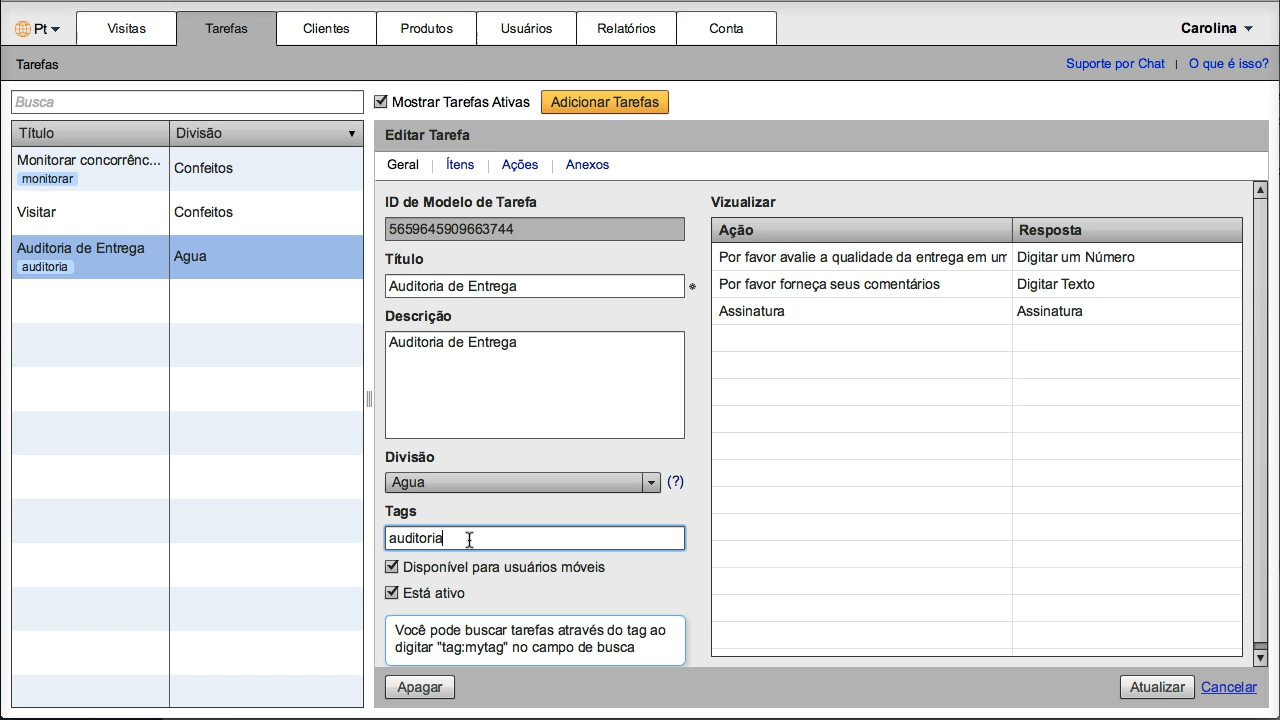 Pt
Visitas
Tarefas
Clientes
Produtos
Usuários
Relatórios
Conta
Carolina
Tarefas
Suporte por Chat | O que é isso?
Busca
Mostrar Tarefas Ativas
Adicionar Tarefas
Título
Divisão
Monitorar concorrênc...
monitorar
Confeitos
Visitar
Confeitos
Auditoria de Entrega
auditoria
Agua
Editar Tarefa
Geral | Ítens | Ações | Anexos
ID de Modelo de Tarefa
5659645909663744
Título
Auditoria de Entrega *
Descrição
Auditoria de Entrega
Divisão
Agua
(?)
Tags
auditoria
Disponível para usuários móveis
Está ativo
Você pode buscar tarefas através do tag ao
digitar "tag:mytag" no campo de busca
Vizualizar
Ação
Resposta
Por favor avalie a qualidade da entrega em um
Digitar um Número
Por favor forneça seus comentários
Digitar Texto
Assinatura
Assinatura
Apagar
Atualizar
Cancelar